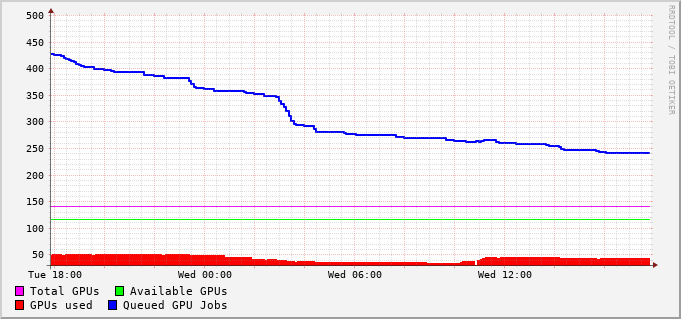 500
450
400
350
300
250
200
150
100
50
Tue 18:00 Wed 00:00 Wed 06:00 Wed 12:00
Total GPUs Available GPUs
GPUs used Queued GPU Jobs
RRDTOOL / TOBI OETIKER